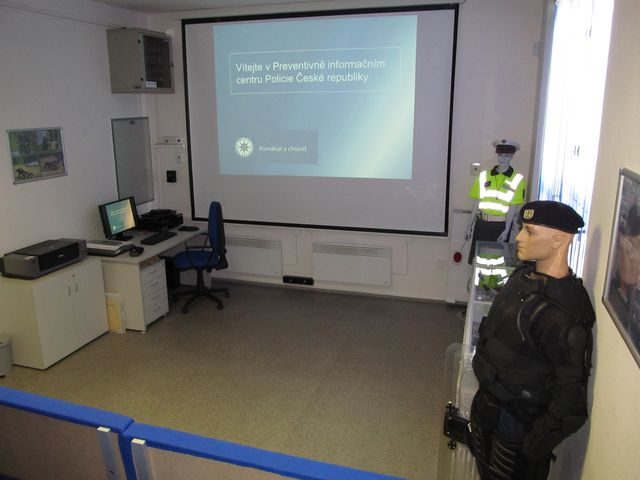 Vítejte v Preventivně informačním
centru Policie České republiky
Pomáhat a chránit